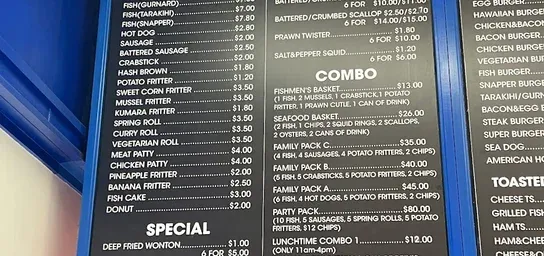 FISH(GURNARD)
FISH(TARAKIHI) $7.00
FISH(SNAPPER) $7.80
HOT DOG $2.80
SAUSAGE $2.00
BATTERED SAUSAGE $2.50
CRABSTICK $2.00
HASH BROWN $1.80
POTATO FRITTER $1.20
SWEET CORN FRITTER $3.50
MUSSEL FRITTER $3.50
KUMARA FRITTER $1.80
SPRING ROLL $3.50
CURRY ROLL $3.50
VEGETARIAN ROLL $3.50
MEAT PATTY $4.00
CHICKEN PATTY $4.00
PINEAPPLE FRITTER $2.00
BANANA FRITTER $2.50
FISH CAKE $3.00
DONUT $2.00
SPECIAL
DEEP FRIED WONTON $1.00
6 FOR $5.00
6 FOR $10.00/$11.00
BATTERED/CRUMBED SCALLOP $2.50/$2.70
6 FOR $14.00/$15.00
PRAWN TWISTER $1.80
6 FOR $10.00
SALT&PEPPER SQUID $1.20
6 FOR $6.00
COMBO
FISHMEN'S BASKET $13.00
(1 FISH, 2 MUSSELS, 1 CRABSTICK,1 POTATO
FRITTER, 1 PRAWN CUTLE, 1 CAN OF DRINK)
SEAFOOD BASKET $26.00
(2 FISH, 1 CHIPS, 2 SQUID RINGS, 2 SCALLOPS,
2 OYSTERS, 2 CANS OF DRINK)
FAMILY PACK C $35.00
(4 FISH, 4 SAUSAGES, 4 POTATO FRITTERS, 2 CHIPS)
FAMILY PACK B $40.00
(5 FISH, 5 CRABSTICKS, 5 POTATO FRITTERS, 2 CHIPS)
FAMILY PACK A $45.00
(6 FISH, 4 HOT DOGS, 5 POTATO FRITTERS, 2 CHIPS)
PARTY PACK $80.00
(10 FISH, 5 SAUSAGES, 5 SPRING ROLLS, 5 POTATO
FRITTERS, $12 CHIPS)
LUNCHTIME COMBO 1 $12.00
(ONLY 11am-4pm)
EGG BURGER
HAWAIIAN BURGER
CHICKEN&BACON
BACON BURGER
CHICKEN BURGER
VEGETARIAN BUR
FISH BURGER
SNAPPER BURGER
TARAKIHI/GURN
BACON&EGG B
STEAK BURGER
SUPER BURGER
SEA DOG
AMERICAN HO
TOASTE
CHEESE TS
GRILLED FISH
HAM TS
HAM&CHEE
CHEESE&O